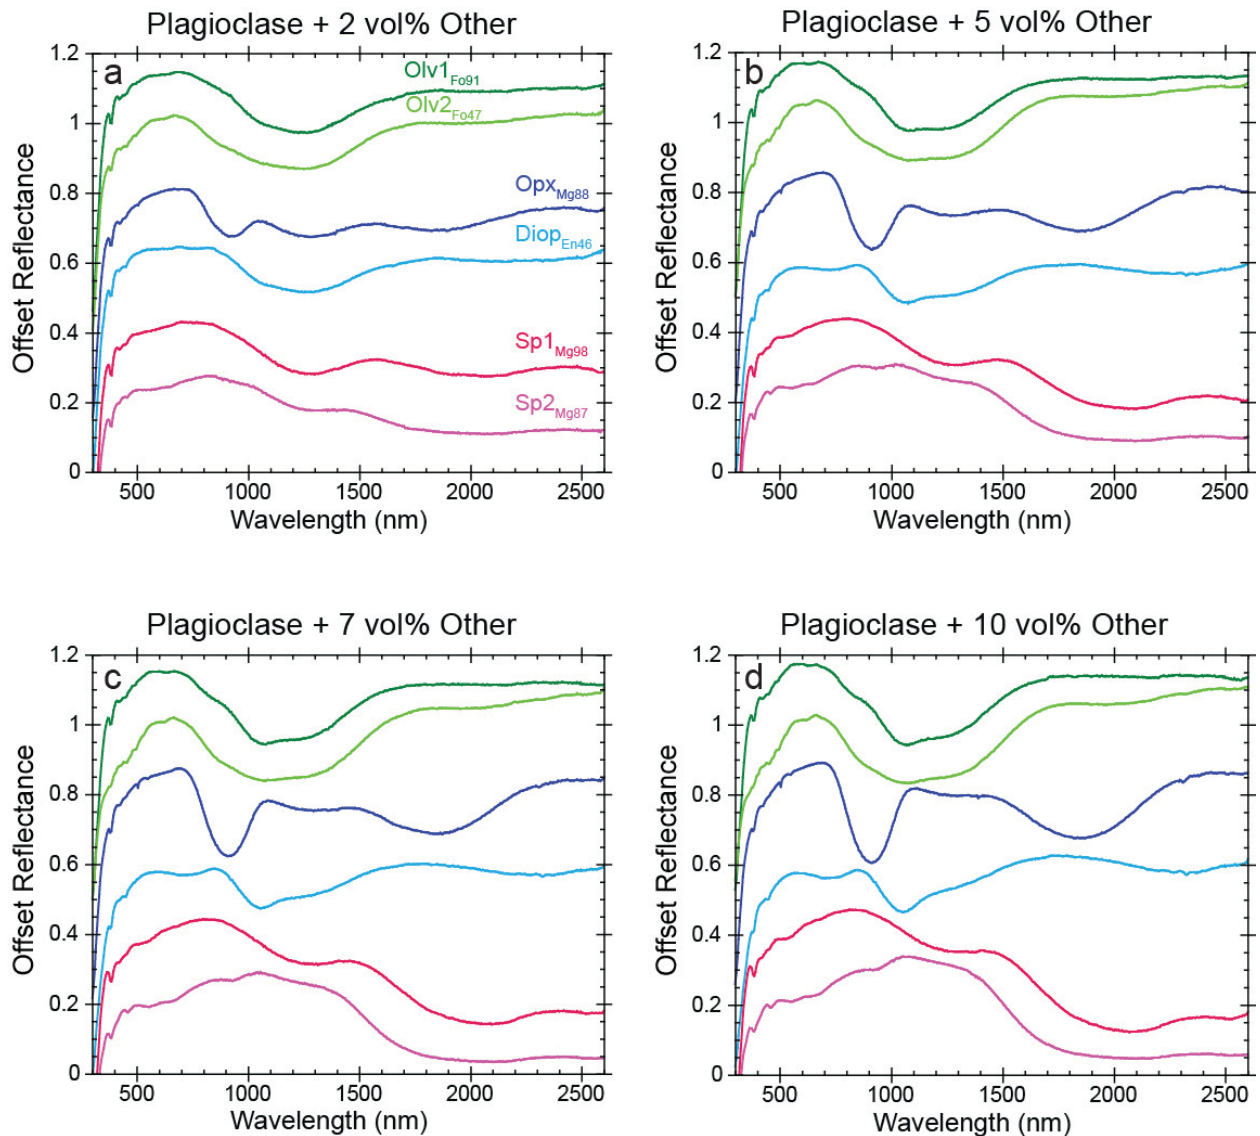 Plagioclase + 2 vol% Other
a
Olv1Fo91
Olv2Fo47
OpxMg88
DiopEn46
Sp1Mg98
Sp2Mg87
Offset Reflectance
1.2
1
0.8
0.6
0.4
0.2
0
500 1000 1500 2000 2500
Wavelength (nm)
Plagioclase + 5 vol% Other
b
Offset Reflectance
1.2
1
0.8
0.6
0.4
0.2
0
500 1000 1500 2000 2500
Wavelength (nm)
Plagioclase + 7 vol% Other
c
Offset Reflectance
1.2
1
0.8
0.6
0.4
0.2
0
500 1000 1500 2000 2500
Wavelength (nm)
Plagioclase + 10 vol% Other
d
Offset Reflectance
1.2
1
0.8
0.6
0.4
0.2
0
500 1000 1500 2000 2500
Wavelength (nm)